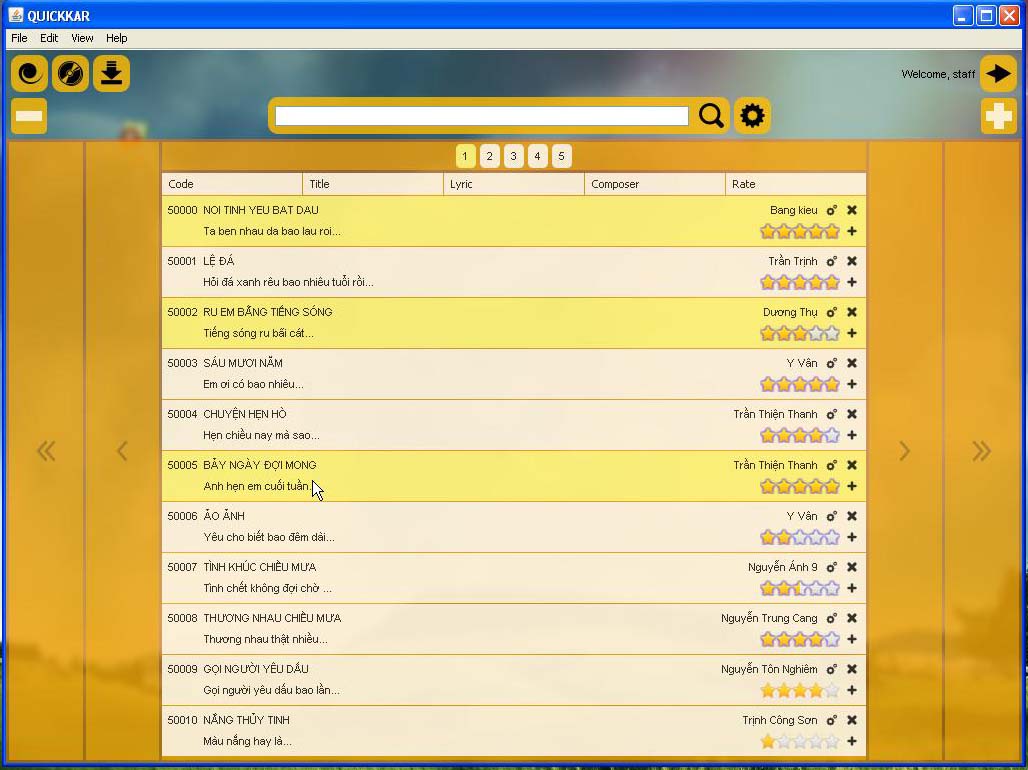 QUICKKAR
File Edit View Help
Welcome, staff
1 2 3 4 5
Code Title Lyric Composer Rate
50000 NOI TINH YEU BAT DAU Bang kieu
Ta ben nhau da bao lau roi...
50001 LỆ ĐÁ Trần Trịnh
Hỏi đá xanh rêu bao nhiêu tuổi rồi...
50002 RU EM BẰNG TIẾNG SÓNG Dương Thụ
Tiếng sóng ru bãi cát...
50003 SÁU MƯƠI NĂM Y Vân
Em ơi có bao nhiêu...
50004 CHUYỆN HẸN HÒ Trần Thiện Thanh
Hẹn chiều nay mà sao...
50005 BẢY NGÀY ĐỢI MONG Trần Thiện Thanh
Anh hẹn em cuối tuần...
50006 ẢO ẢNH Y Vân
Yêu cho biết bao đêm dài...
50007 TÌNH KHÚC CHIỀU MƯA Nguyễn Ánh 9
Tình chết không đợi chờ ...
50008 THƯƠNG NHAU CHIỀU MƯA Nguyễn Trung Cang
Thương nhau thật nhiều...
50009 GỌI NGƯỜI YÊU DẤU Nguyễn Tôn Nghiêm
Gọi người yêu dấu bao lần...
50010 NẮNG THỦY TINH Trịnh Công Sơn
Màu nắng hay là...